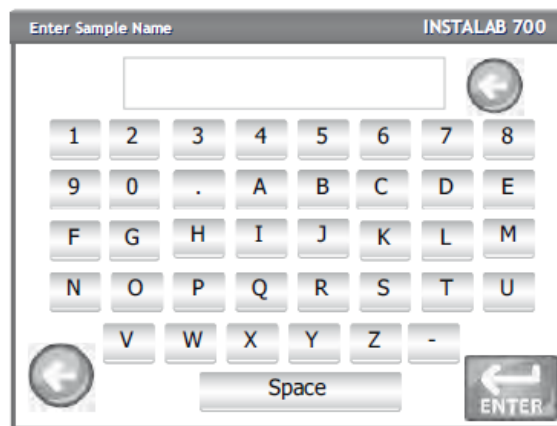 Enter Sample Name INSTALAB 700
1 2 3 4 5 6 7 8
9 0 . A B C D E
F G H I J K L M
N O P Q R S T U
V W X Y Z -
Space
ENTER